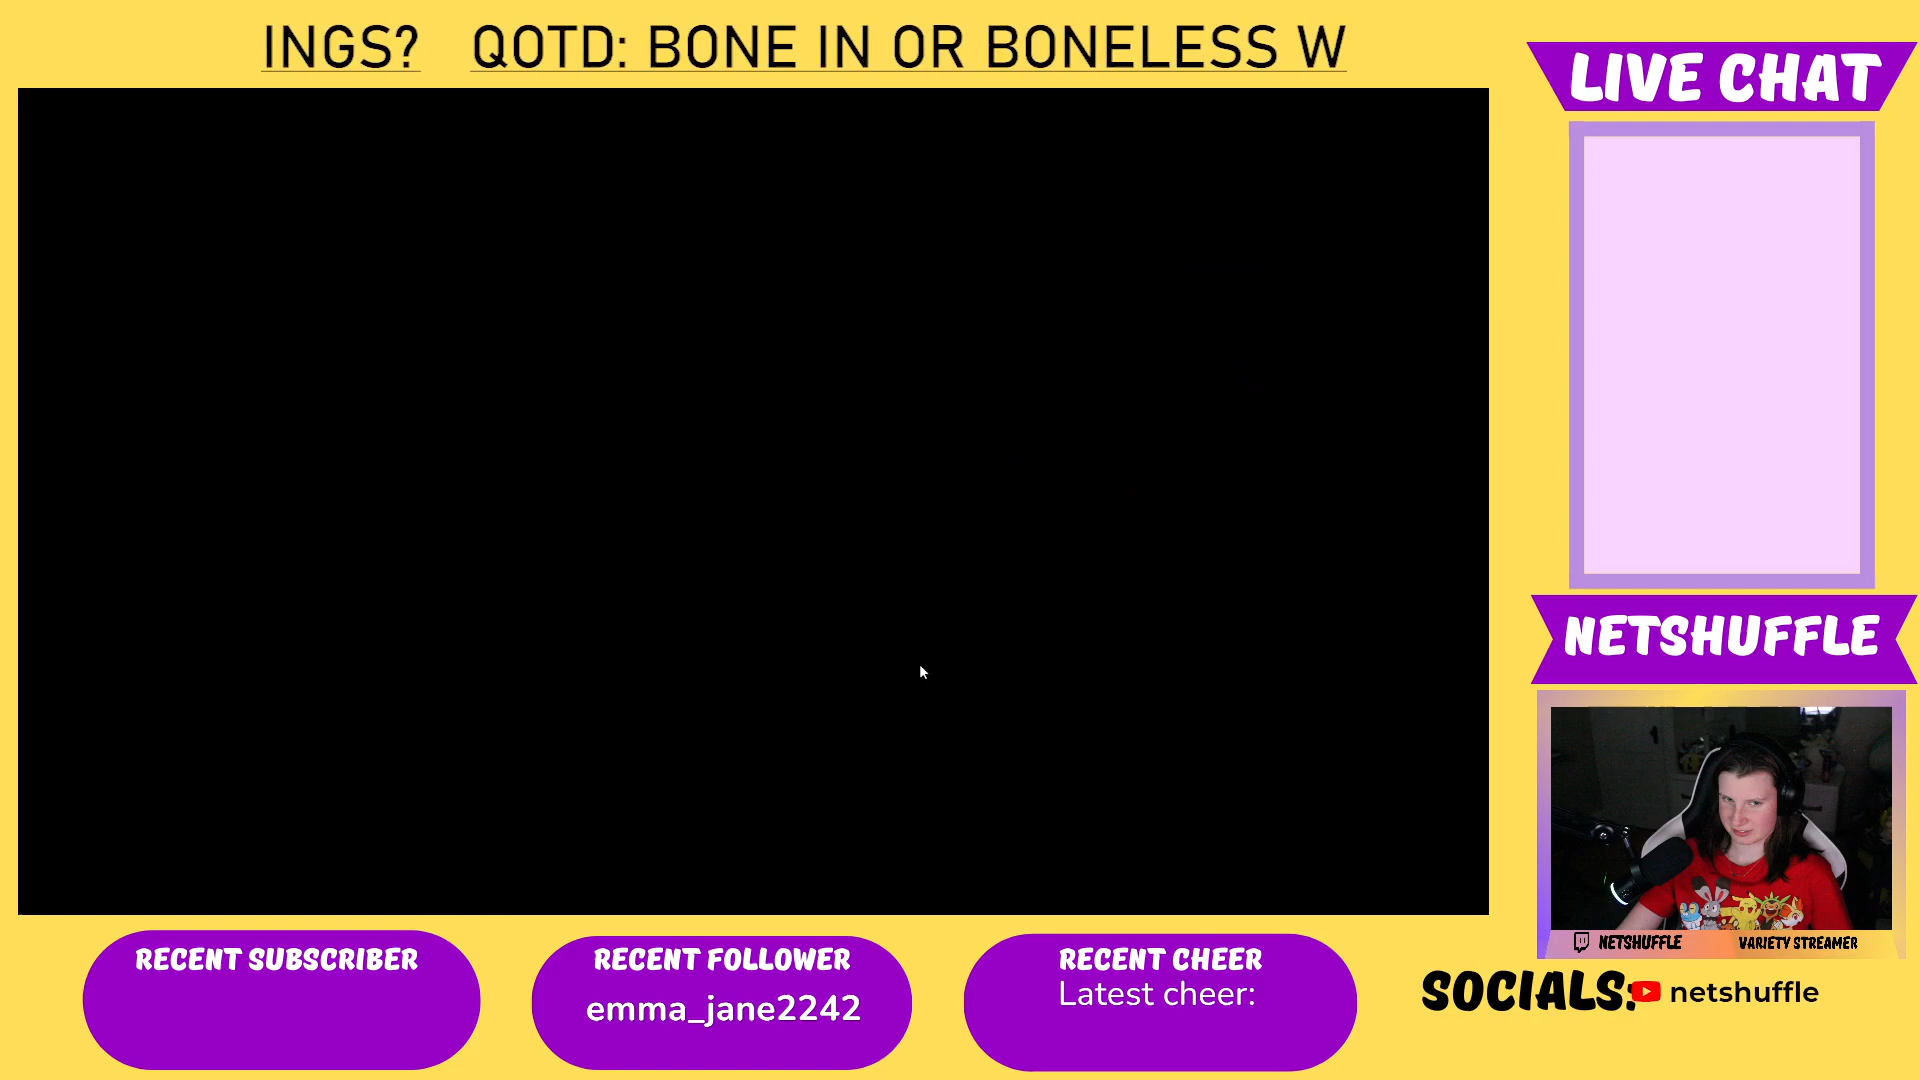 INGS? QOTD: BONE IN OR BONELESS W
LIVE CHAT
NETSHUFFLE
NETSHUFFLE VARIETY STREAMER
RECENT SUBSCRIBER
RECENT FOLLOWER
emma_jane2242
RECENT CHEER
Latest cheer:
SOCIALS: netshuffle